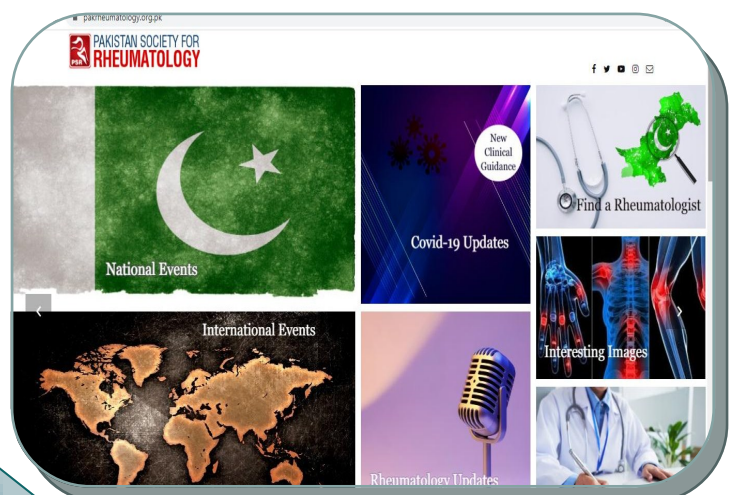 pakrheumatology.org.pk
PAKISTAN SOCIETY FOR
RHEUMATOLOGY
PSR
New
Clinical
Guidance
Find a Rheumatologist
Covid-19 Updates
National Events
International Events
Interesting Images
Rheumatology Updates